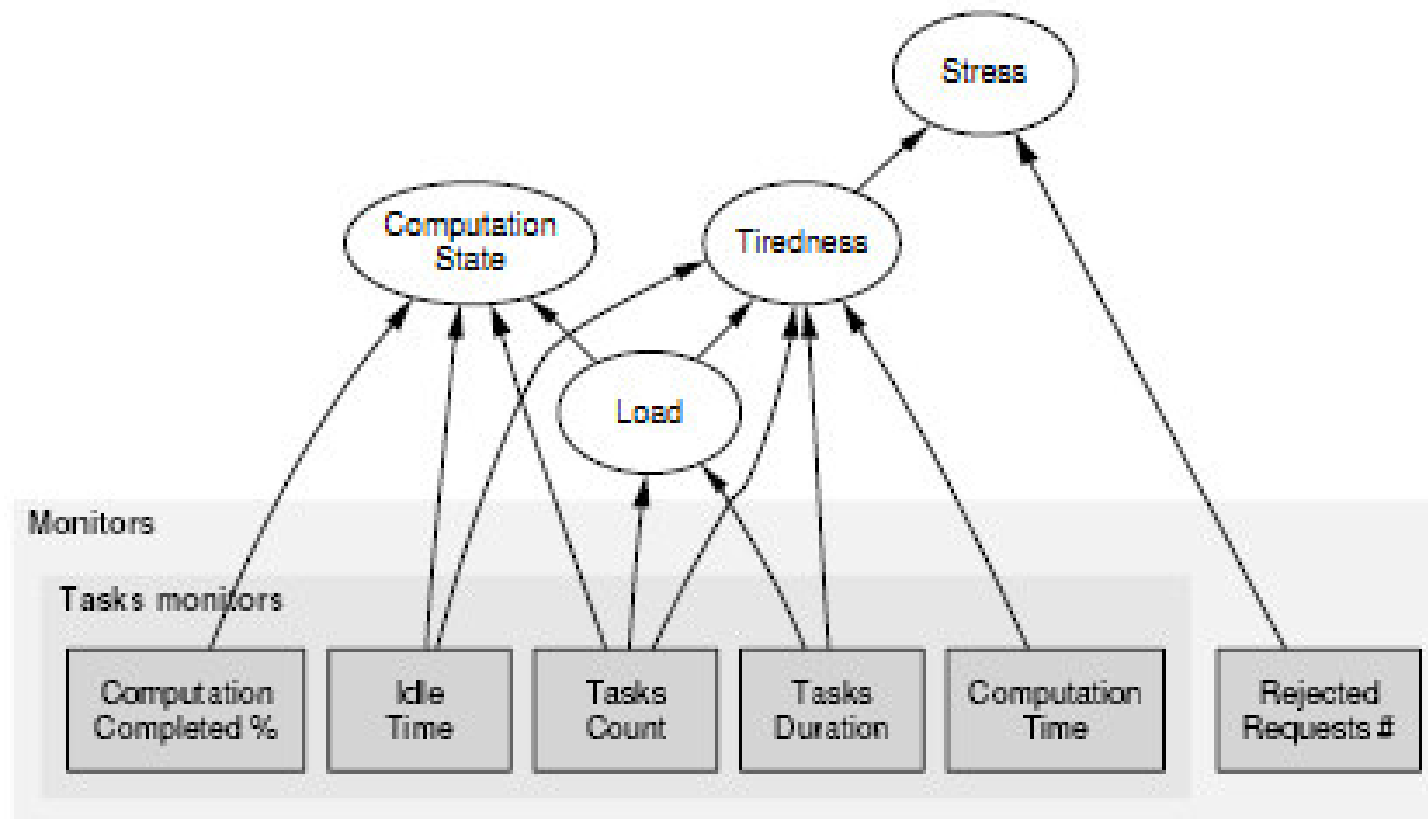 Stress
Computation
State
Tiredness
Load
Monitors
Tasks monitors
Computation
Completed %
Idle
Time
Tasks
Count
Tasks
Duration
Computation
Time
Rejected
Requests #